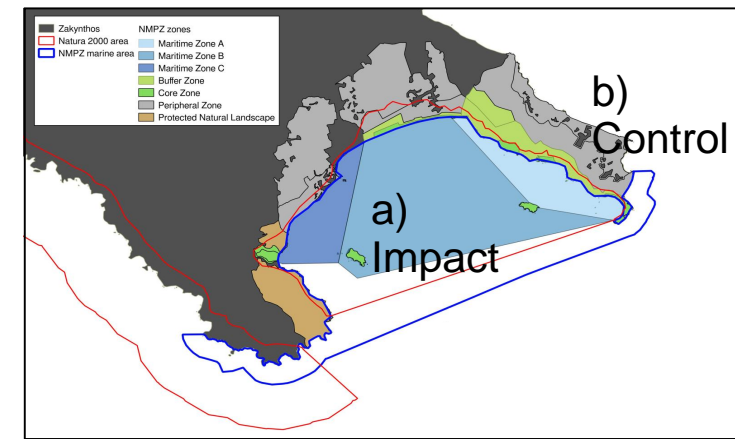 Zakynthos
Natura 2000 area
NMPZ marine area
NMPZ zones
Maritime Zone A
Maritime Zone B
Maritime Zone C
Buffer Zone
Core Zone
Peripheral Zone
Protected Natural Landscape
b)
Control
a)
Impact